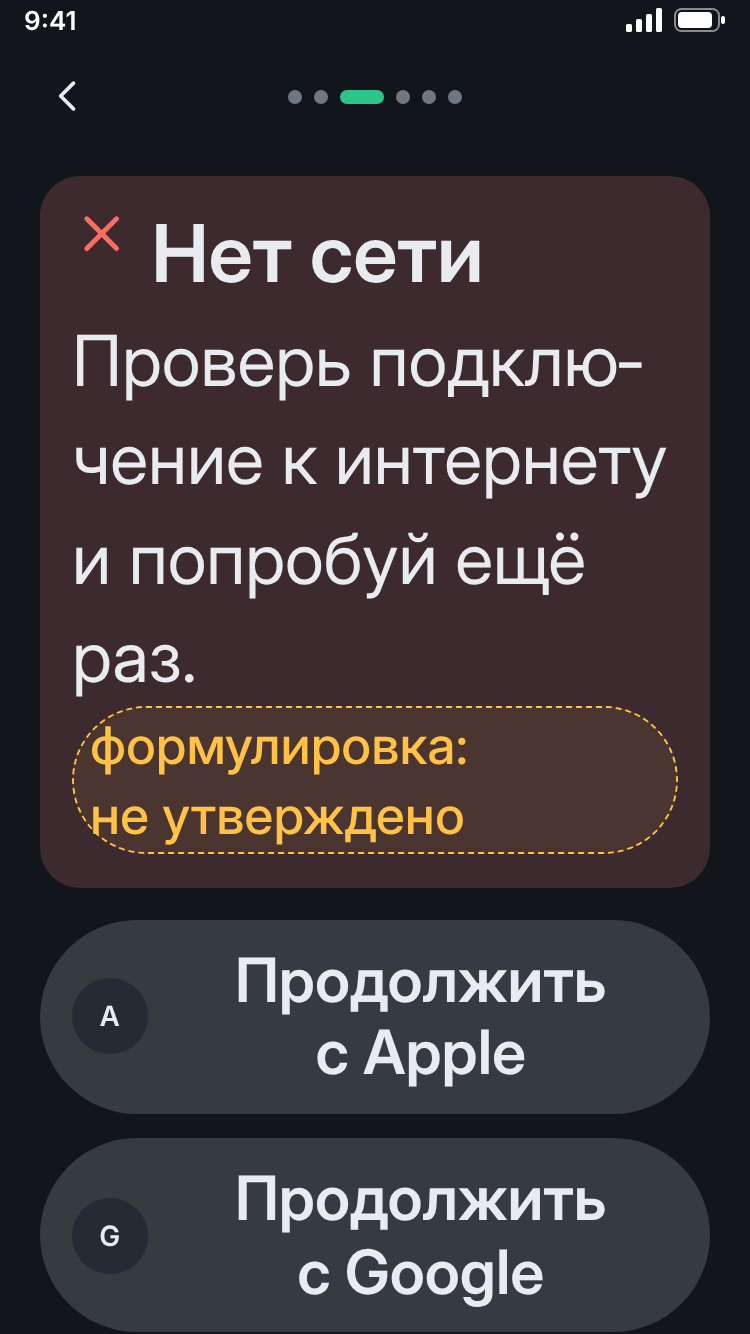 9:41
Нет сети
Проверь подклю-
чение к интернету
и попробуй ещё
раз.
формулировка:
не утверждено
A
Продолжить
с Apple
G
Продолжить
с Google